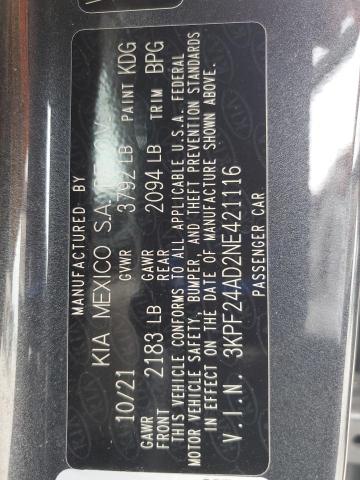 MANUFACTURED BY
KIA MEXICO S.A.
10/21 GVWR 3792 LB PAINT KDG
GAWR FRONT 2183 LB GAWR REAR 2094 LB TRIM BPG
THIS VEHICLE CONFORMS TO ALL APPLICABLE U.S.A. FEDERAL
MOTOR VEHICLE SAFETY, BUMPER, AND THEFT PREVENTION STANDARDS
IN EFFECT ON THE DATE OF MANUFACTURE SHOWN ABOVE.
V.I.N. 3KPF24AD2NE421116
PASSENGER CAR